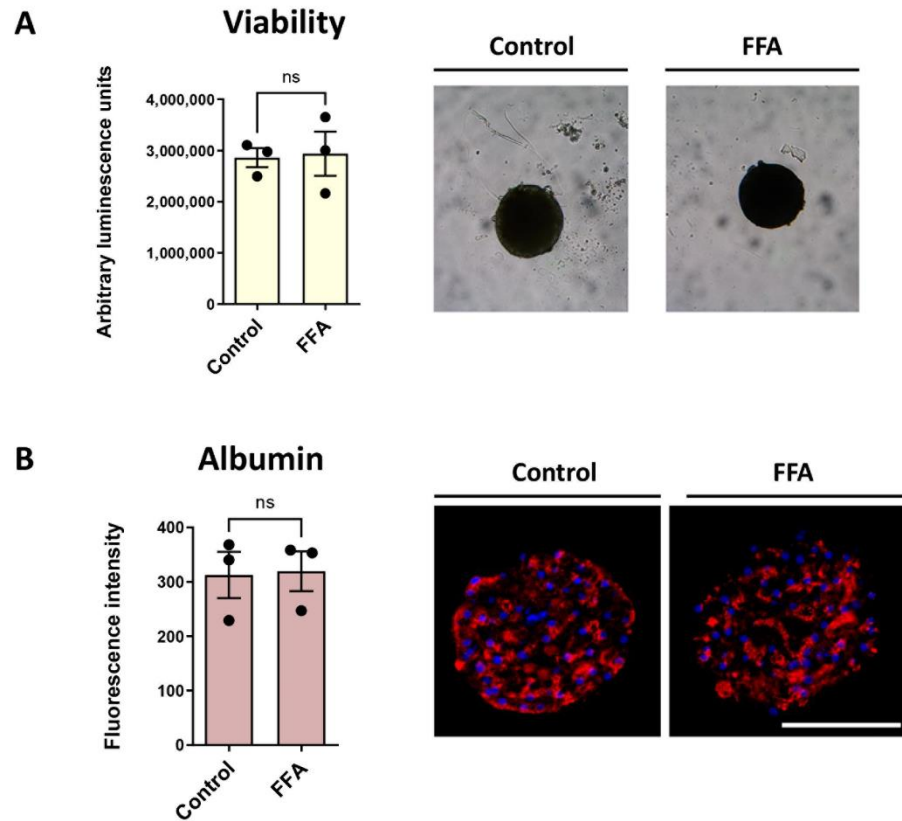 A
Viability
Control
FFA
Arbitrary luminescence units
ns
4,000,000
3,000,000
2,000,000
1,000,000
0
Control
FFA
B
Albumin
Control
FFA
Fluorescence intensity
ns
400
300
200
100
0
Control
FFA